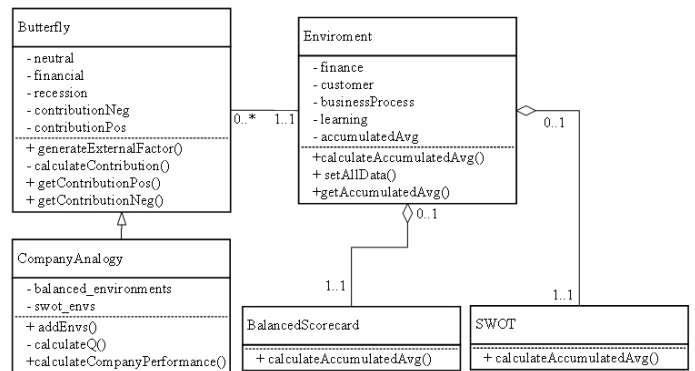 Butterfly
- neutral
- financial
- recession
- contributionNeg
- contributionPos
+ generateExternalFactor()
- calculateContribution()
+ getContributionPos()
+ getContributionNeg()
0..*
1..1
Enviroment
- finance
- customer
- businessProcess
- learning
- accumulatedAvg
+calculateAccumulatedAvg()
+ setAllData()
+getAccumulatedAvg()
0..1
0..1
CompanyAnalogy
- balanced_environments
- swot_envs
+ addEnvs()
- calculateQ()
+calculateCompanyPerformance()
1..1
BalancedScorecard
+ calculateAccumulatedAvg()
1..1
SWOT
+ calculateAccumulatedAvg()